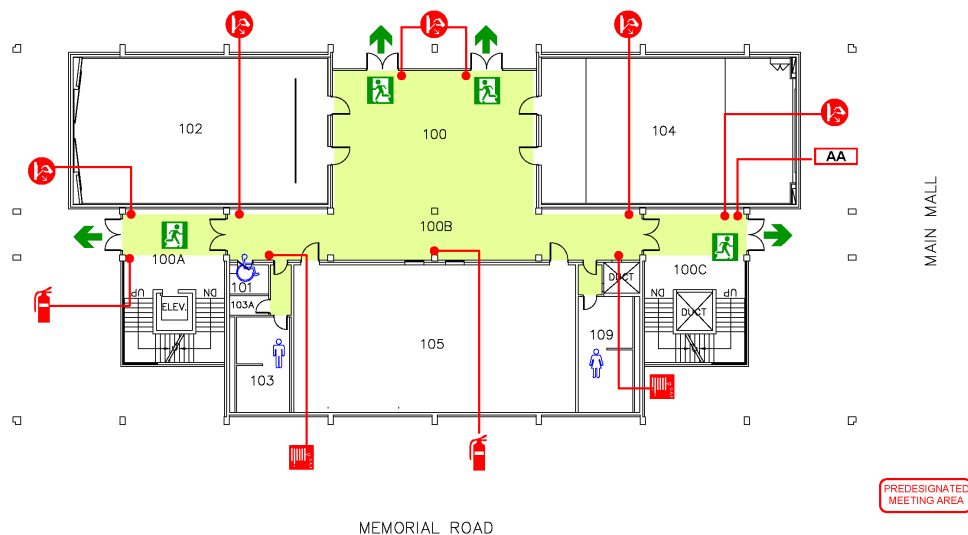 102
100
104
AA
100B
100A
100C
MAIN MALL
101
DUCT
UP
DN
DN
UP
103A
ELEV.
DUCT
105
109
103
PREDESIGNATED
MEETING AREA
MEMORIAL ROAD